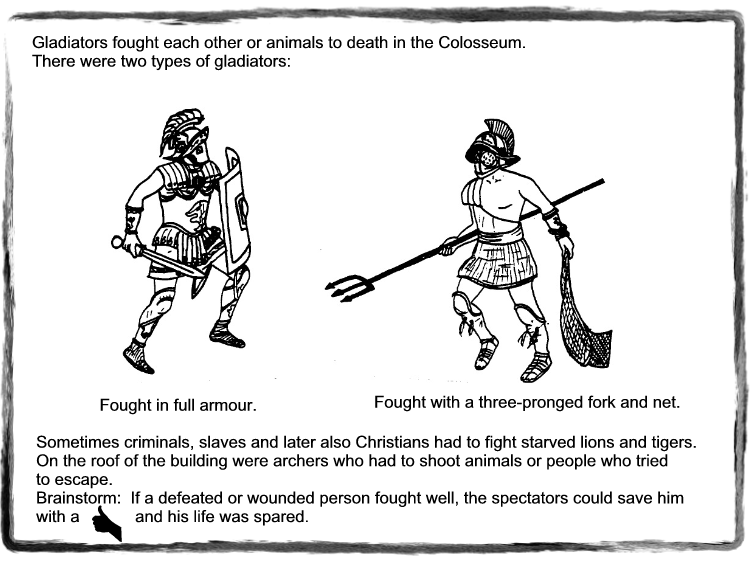 Gladiators fought each other or animals to death in the Colosseum.
There were two types of gladiators:
Fought in full armour.
Fought with a three-pronged fork and net.
Sometimes criminals, slaves and later also Christians had to fight starved lions and tigers.
On the roof of the building were archers who had to shoot animals or people who tried
to escape.
Brainstorm: If a defeated or wounded person fought well, the spectators could save him
with a and his life was spared.